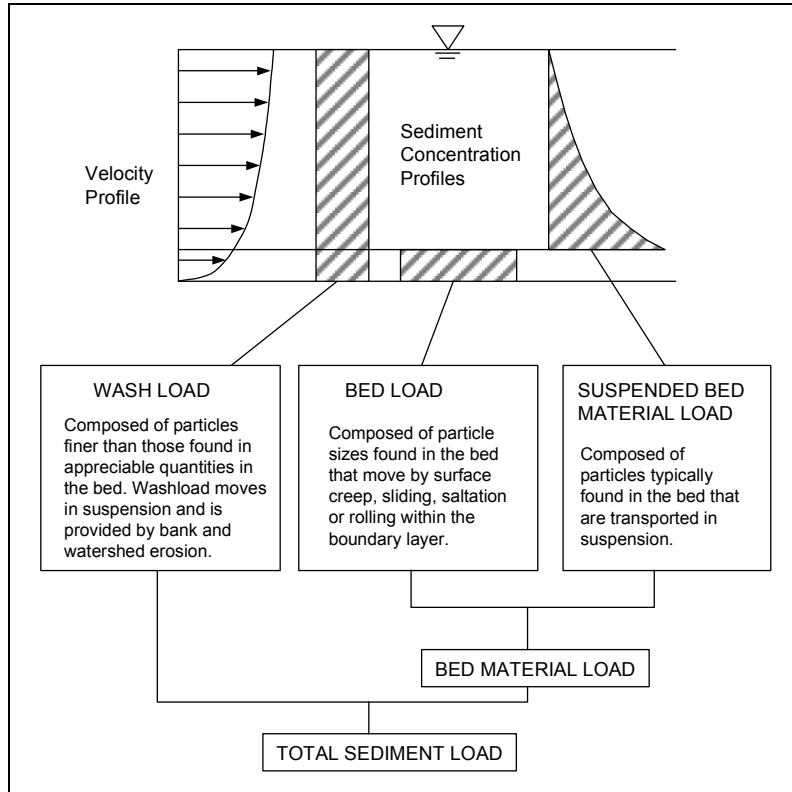 Velocity
Profile
Sediment
Concentration
Profiles
WASH LOAD
Composed of particles
finer than those found in
appreciable quantities in
the bed. Washload moves
in suspension and is
provided by bank and
watershed erosion.
BED LOAD
Composed of particle
sizes found in the bed
that move by surface
creep, sliding, saltation
or rolling within the
boundary layer.
SUSPENDED BED
MATERIAL LOAD
Composed of
particles typically
found in the bed that
are transported in
suspension.
BED MATERIAL LOAD
TOTAL SEDIMENT LOAD